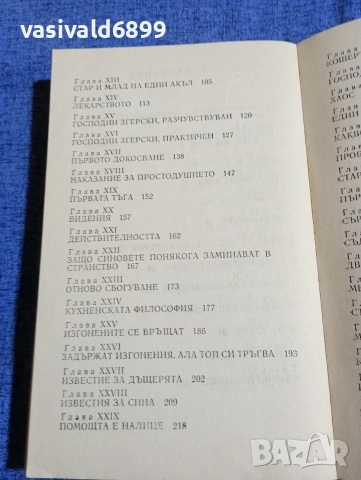 vasivald6899
Глава XIII
СТАР И МЛАД НА ЕДИН АКЪЛ 105
Глава XIV
ЛЕКАРСТВОТО 113
Глава XV
ГОСПОДИН ЗГЕРСКИ, РАЗЧУВСТВУВАН 120
Глава XVI
ГОСПОДИН ЗГЕРСКИ, ПРАКТИЧЕН 127
Глава XVII
ПЪРВОТО ДОКОСВАНЕ 138
Глава XVIII
НАКАЗАНИЕ ЗА ПРОСТОДУШИЕТО 147
Глава XIX
ПЪРВАТА ТЪГА 152
Глава XX
ВИДЕНИЯ 157
Глава XXI
ДЕЙСТВИТЕЛНОСТТА 162
Глава XXII
ЗАЩО СИНОВЕТЕ ПОНЯКОГА ЗАМИНАВАТ В
СТРАНСТВО 167
Глава XXIII
ОТНОВО СБОГУВАНЕ 173
Глава XXIV
КУХНЕНСКАТА ФИЛОСОФИЯ 177
Глава XXV
ИЗГОНЕНИТЕ СЕ ВРЪЩАТ 186
Глава XXVI
ЗАДЪРЖАТ ИЗГОНЕНИЯ, АЛА ТОЙ СИ ТРЪГВА 193
Глава XXVII
ИЗВЕСТИЕ ЗА ДЪЩЕРЯТА 202
Глава XXVIII
ИЗВЕСТИЯ ЗА СИНА 209
Глава XXIX
ПОМОЩТА Е НАЛИЦЕ 218
BAZAR